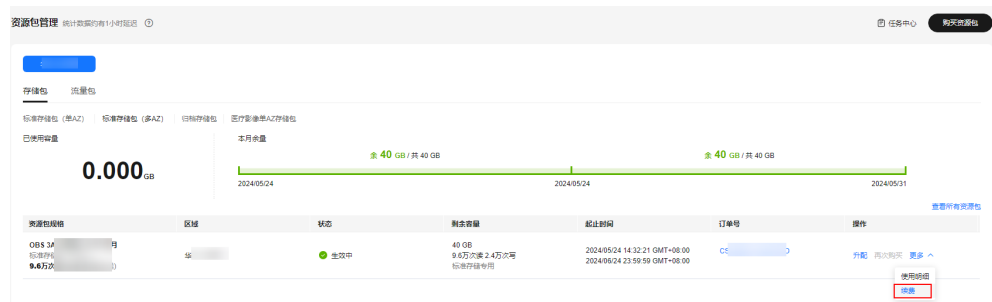 资源包管理 统计数据约有1小时延迟
任务中心 购买资源包
存储包 流量包
标准存储包（单AZ） 标准存储包（多AZ） 归档存储包 医疗影像单AZ存储包
已使用容量 本月余量
余 40 GB / 共 40 GB 余 40 GB / 共 40 GB
0.000 GB
2024/05/24 2024/05/24 2024/05/31
查看所有资源包
资源包规格 区域 状态 剩余容量 起止时间 订单号 操作
OBS 3A 月 40 GB
标准存 华 生效中 9.6万次读 2.4万次写 2024/05/24 14:32:21 GMT+08:00 CS 升配 再次购买 更多
9.6万次 标准存储专用 2024/06/24 23:59:59 GMT+08:00
使用明细
续费